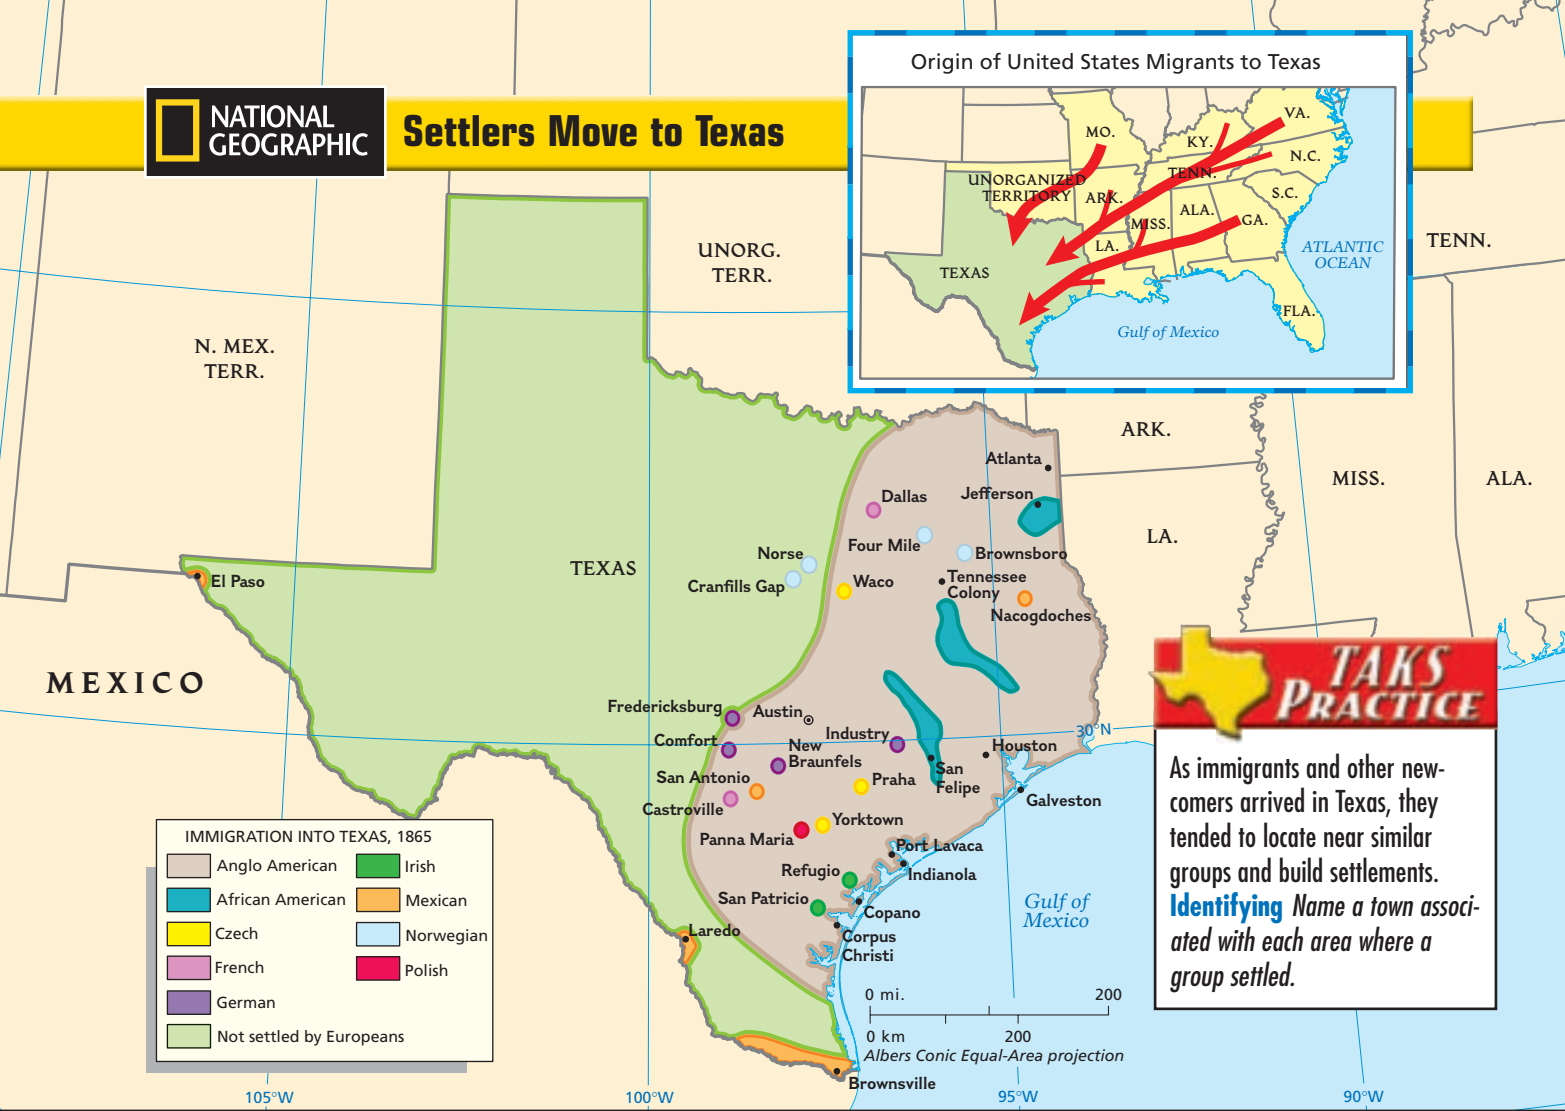 NATIONAL
GEOGRAPHIC
Settlers Move to Texas
Origin of United States Migrants to Texas
VA.
MO.
KY.
N.C.
TENN.
UNORGANIZED
TERRITORY
ARK.
S.C.
MISS.
ALA.
GA.
LA.
ATLANTIC
OCEAN
TEXAS
FLA.
Gulf of Mexico
UNORG.
TERR.
TENN.
N. MEX.
TERR.
ARK.
MISS.
ALA.
LA.
TEXAS
MEXICO
Atlanta
Jefferson
Dallas
Four Mile
Brownsboro
Norse
Cranfills Gap
Waco
Tennessee
Colony
Nacogdoches
El Paso
Fredericksburg
Austin
Comfort
Industry
30°N
New
Braunfels
Houston
San Antonio
Praha
San
Felipe
Castroville
Galveston
Yorktown
Panna Maria
Port Lavaca
Refugio
Indianola
San Patricio
Copano
Laredo
Corpus
Christi
Gulf of
Mexico
Brownsville
IMMIGRATION INTO TEXAS, 1865
Anglo American
Irish
African American
Mexican
Czech
Norwegian
French
Polish
German
Not settled by Europeans
0 mi.
200
0 km
200
Albers Conic Equal-Area projection
105°W
100°W
95°W
90°W
TAKS
PRACTICE
As immigrants and other new-
comers arrived in Texas, they
tended to locate near similar
groups and build settlements.
Identifying Name a town associ-
ated with each area where a
group settled.